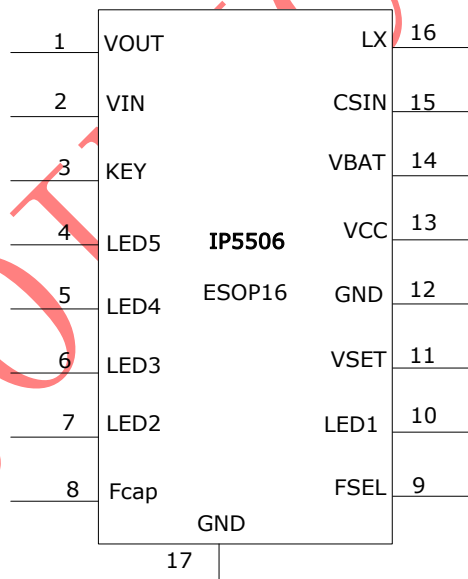 1 VOUT LX 16
2 VIN CSIN 15
3 KEY VBAT 14
4 LED5 IP5506 VCC 13
ESOP16
5 LED4 GND 12
6 LED3 VSET 11
7 LED2 LED1 10
8 Fcap FSEL 9
GND
17